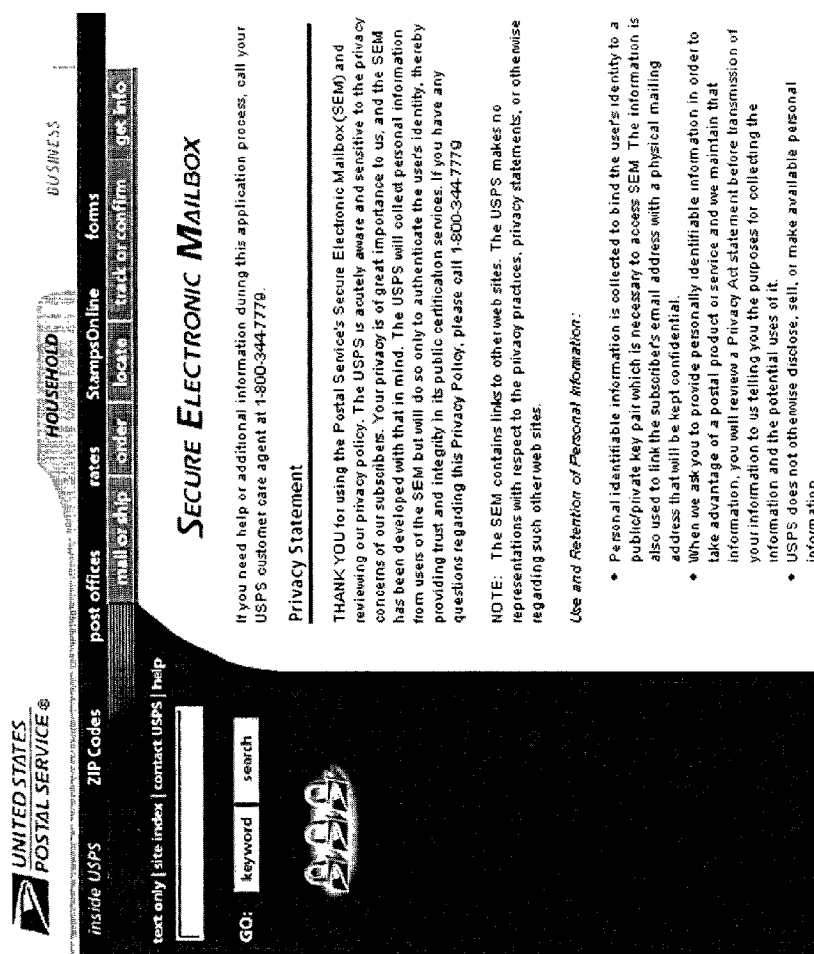 UNITED STATES
POSTAL SERVICE ®
HOUSEHOLD
BUSINESS
inside USPS ZIP Codes post offices rates StampsOnline forms
mail or ship order locate track or confirm get info
text only | site index | contact USPS | help
GO: keyword search
SECURE ELECTRONIC MAILBOX
If you need help or additional information during this application process, call your
USPS customer care agent at 1-800-344-7779.
Privacy Statement
THANK YOU for using the Postal Service's Secure Electronic Mailbox (SEM) and
reviewing our privacy policy. The USPS is acutely aware and sensitive to the privacy
concerns of our subscribers. Your privacy is of great importance to us, and the SEM
has been developed with that in mind. The USPS will collect personal information
from users of the SEM but will do so only to authenticate the user's identity, thereby
providing trust and integrity in its public certification services. If you have any
questions regarding this Privacy Policy, please call 1-800-344-7779
NOTE: The SEM contains links to other web sites. The USPS makes no
representations with respect to the privacy practices, privacy statements, or otherwise
regarding such other web sites.
Use and Retention of Personal Information:
• Personal identifiable information is collected to bind the user's identity to a
public/private key pair which is necessary to access SEM. The information is
also used to link the subscriber's email address with a physical mailing
address that will be kept confidential.
• When we ask you to provide personally identifiable information in order to
take advantage of a postal product or service and we maintain that
information, you will review a Privacy Act statement before transmission of
your information to us telling you the purposes for collecting the
information and the potential uses of it.
• USPS does not otherwise disclose, sell, or make available personal
information